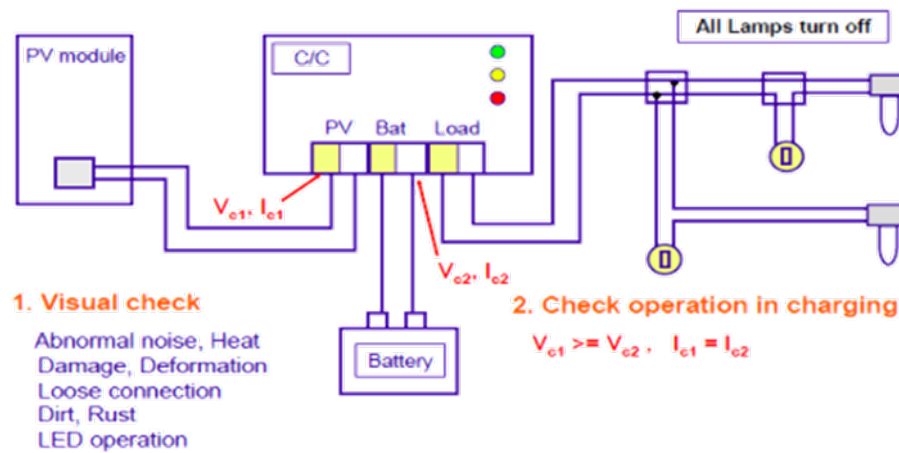 All Lamps turn off
PV module
C/C
PV Bat Load
Vc1, Ic1
Vc2, Ic2
1. Visual check
Abnormal noise, Heat
Damage, Deformation
Loose connection
Dirt, Rust
LED operation
Battery
2. Check operation in charging
Vc1 >= Vc2 , Ic1 = Ic2